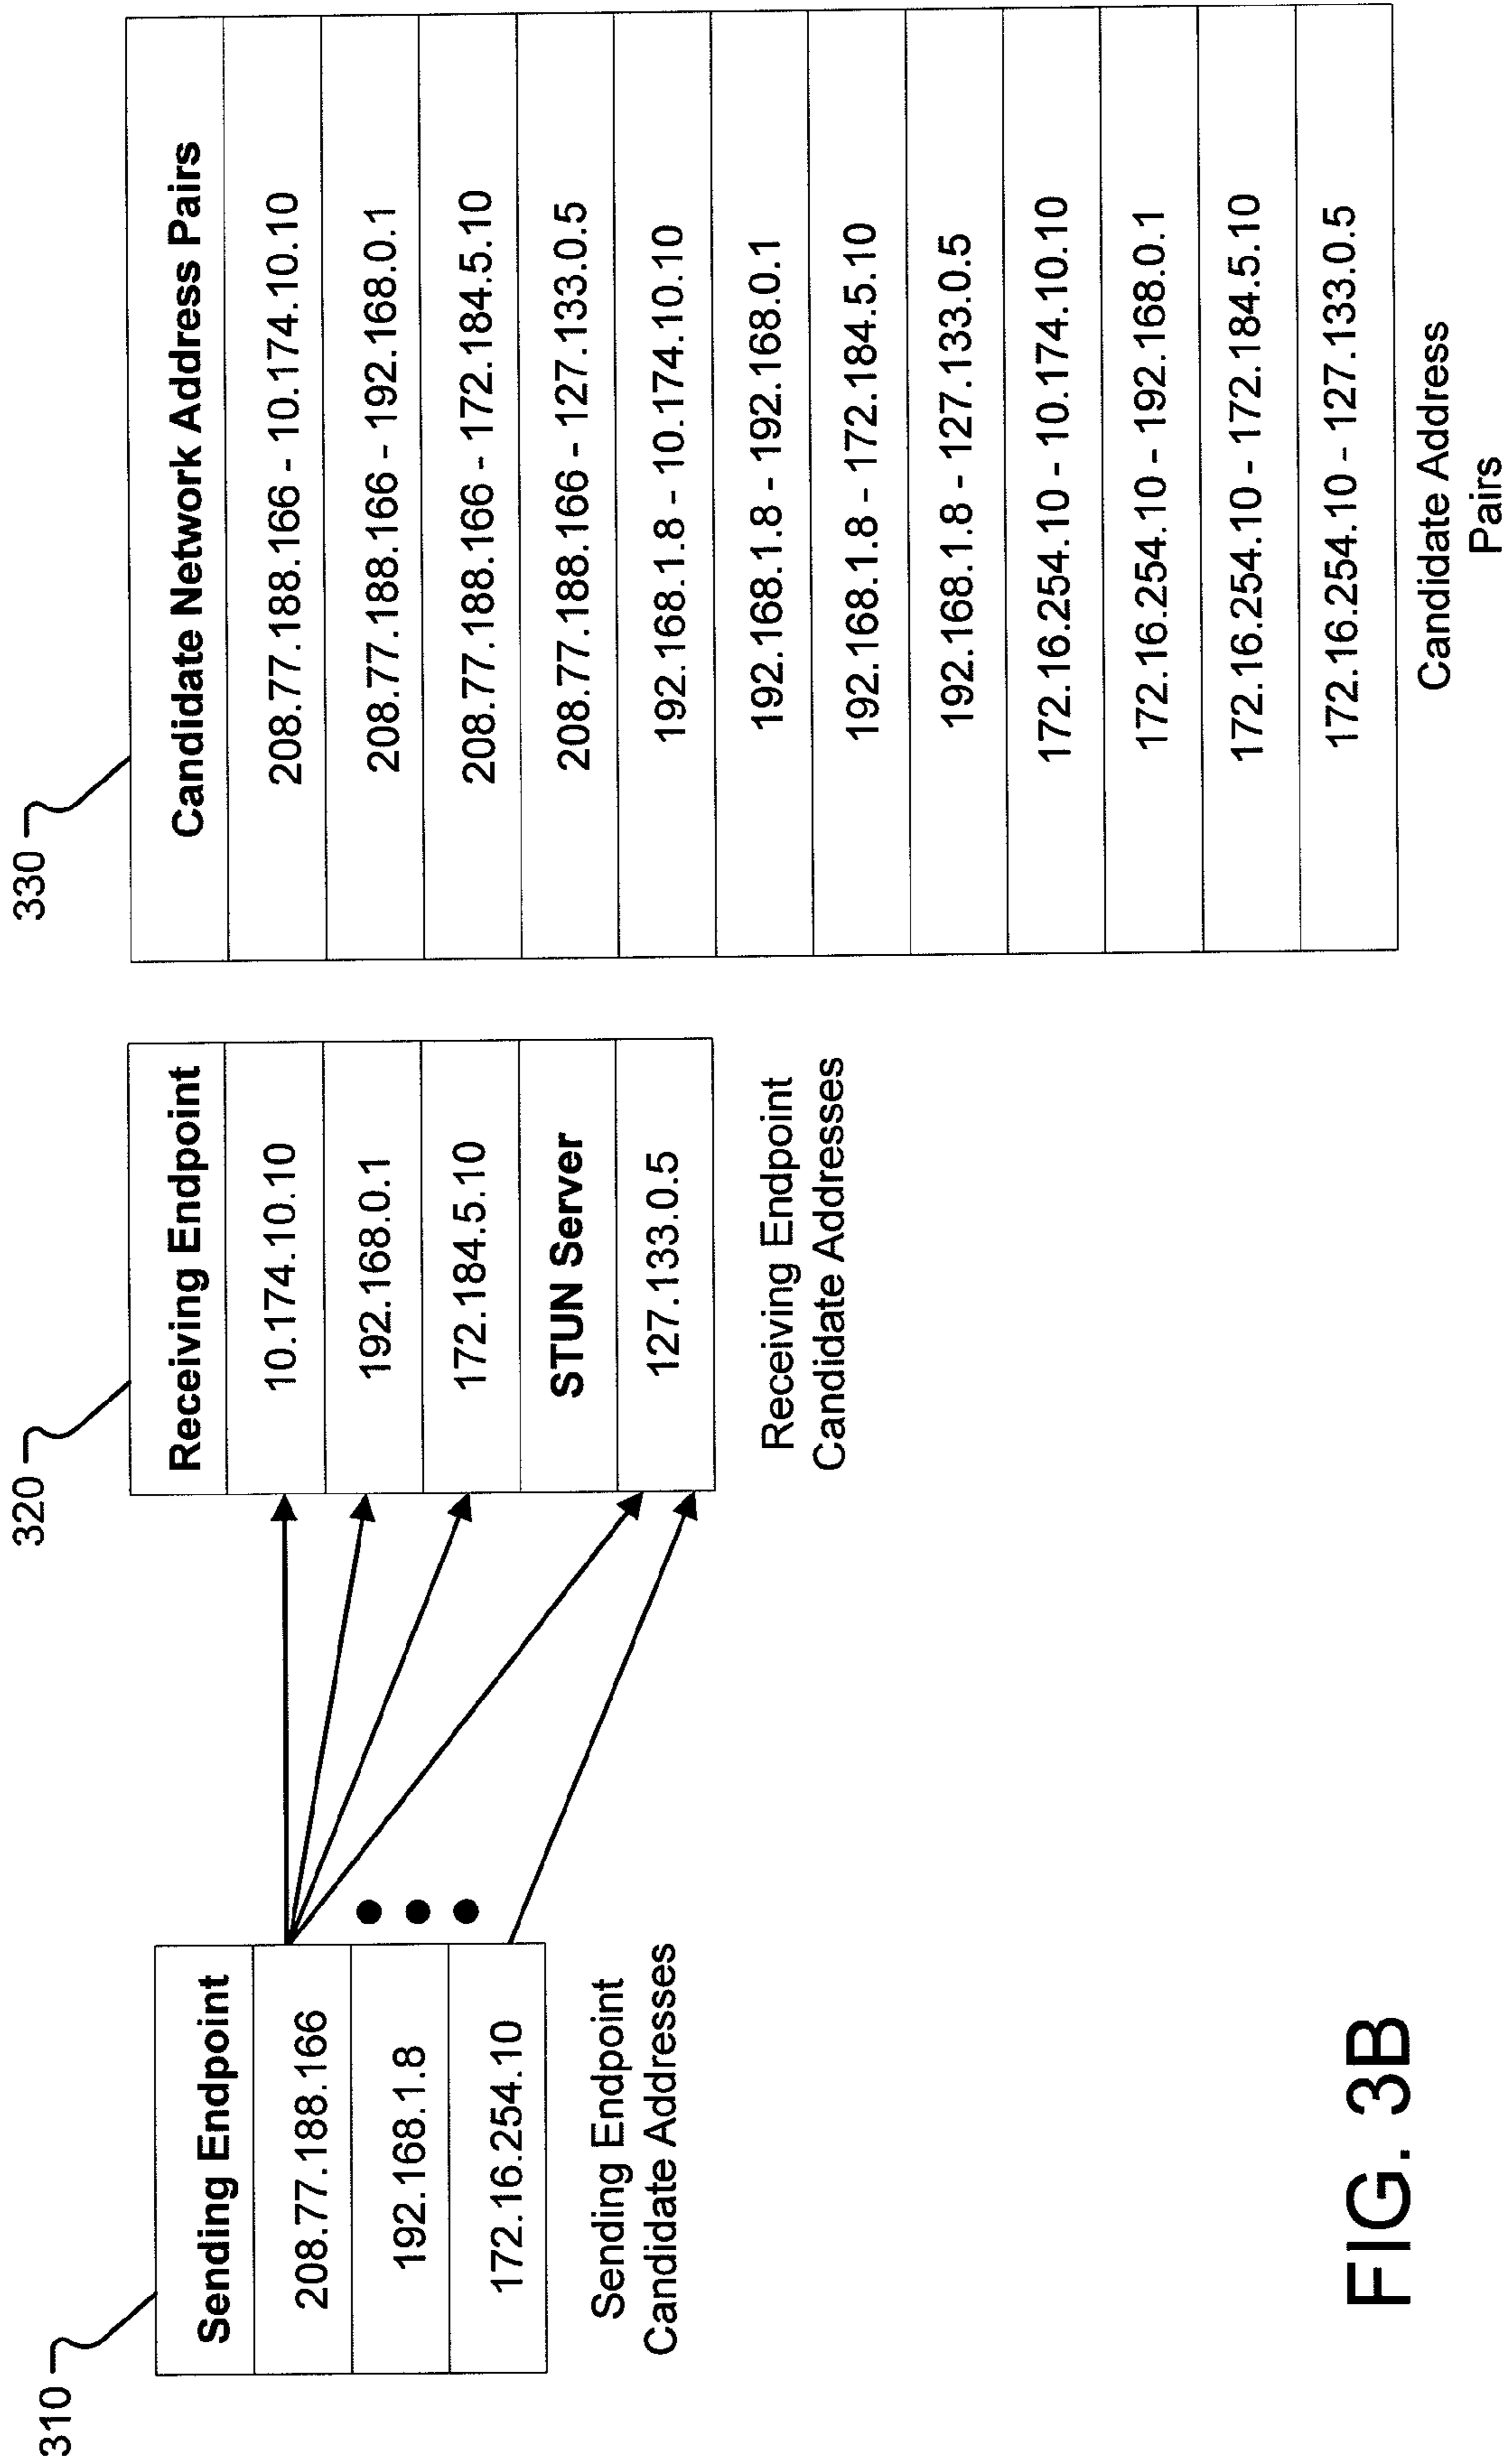 310
Sending Endpoint
208.77.188.166
192.168.1.8
172.16.254.10
Sending Endpoint
Candidate Addresses
320
Receiving Endpoint
10.174.10.10
192.168.0.1
172.184.5.10
STUN Server
127.133.0.5
Receiving Endpoint
Candidate Addresses
330
Candidate Network Address Pairs
208.77.188.166 - 10.174.10.10
208.77.188.166 - 192.168.0.1
208.77.188.166 - 172.184.5.10
208.77.188.166 - 127.133.0.5
192.168.1.8 - 10.174.10.10
192.168.1.8 - 192.168.0.1
192.168.1.8 - 172.184.5.10
192.168.1.8 - 127.133.0.5
172.16.254.10 - 10.174.10.10
172.16.254.10 - 192.168.0.1
172.16.254.10 - 172.184.5.10
172.16.254.10 - 127.133.0.5
Candidate Address
Pairs
FIG. 3B